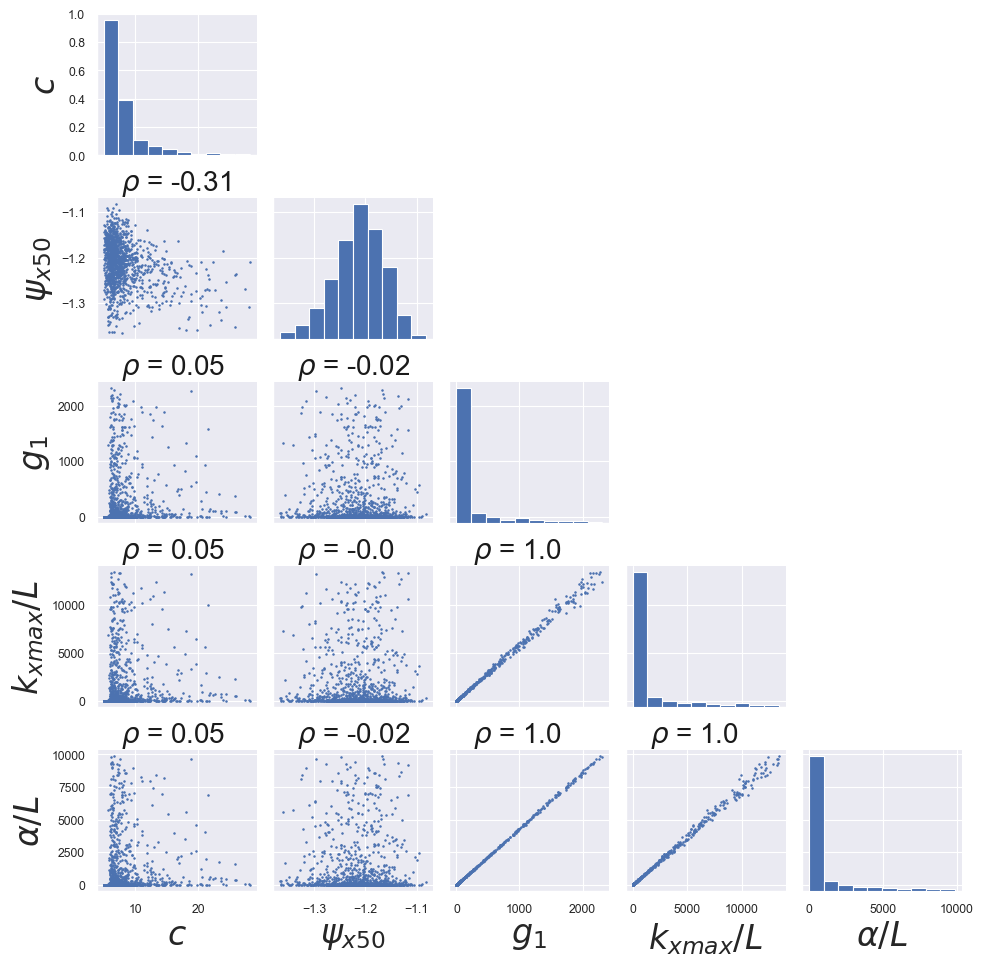 1.0
0.8
0.6
0.4
0.2
0.0
c
ρ = -0.31
−1.1
−1.2
−1.3
ψx50
ρ = 0.05 ρ = -0.02
2000
1000
0
g1
ρ = 0.05 ρ = -0.0 ρ = 1.0
10000
5000
0
kxmax/L
ρ = 0.05 ρ = -0.02 ρ = 1.0 ρ = 1.0
10000
7500
5000
2500
0
α/L
10 20 −1.3 −1.2 −1.1 0 1000 2000 0 5000 10000 0 5000 10000
c ψx50 g1 kxmax/L α/L